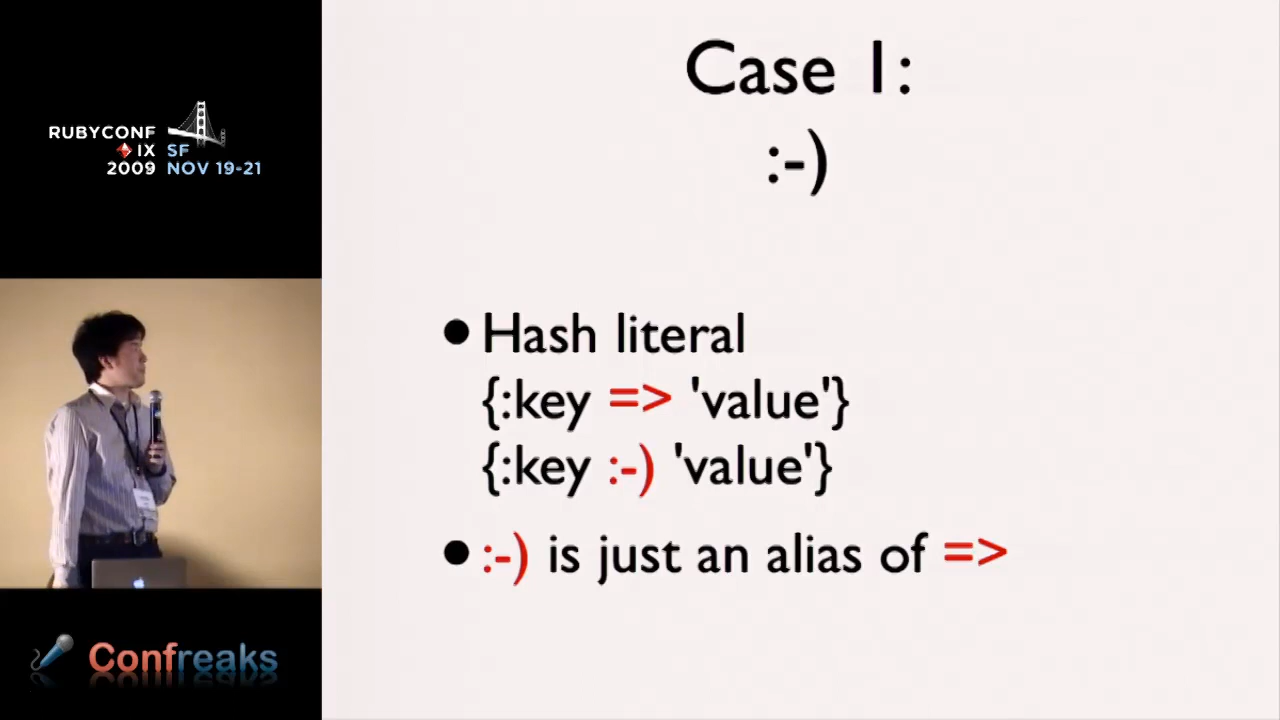 RUBYCONF
IX SF
2009 NOV 19-21
Case 1:
:-)
● Hash literal
{:key => 'value'}
{:key :-) 'value'}
● :-) is just an alias of =>
Confreaks